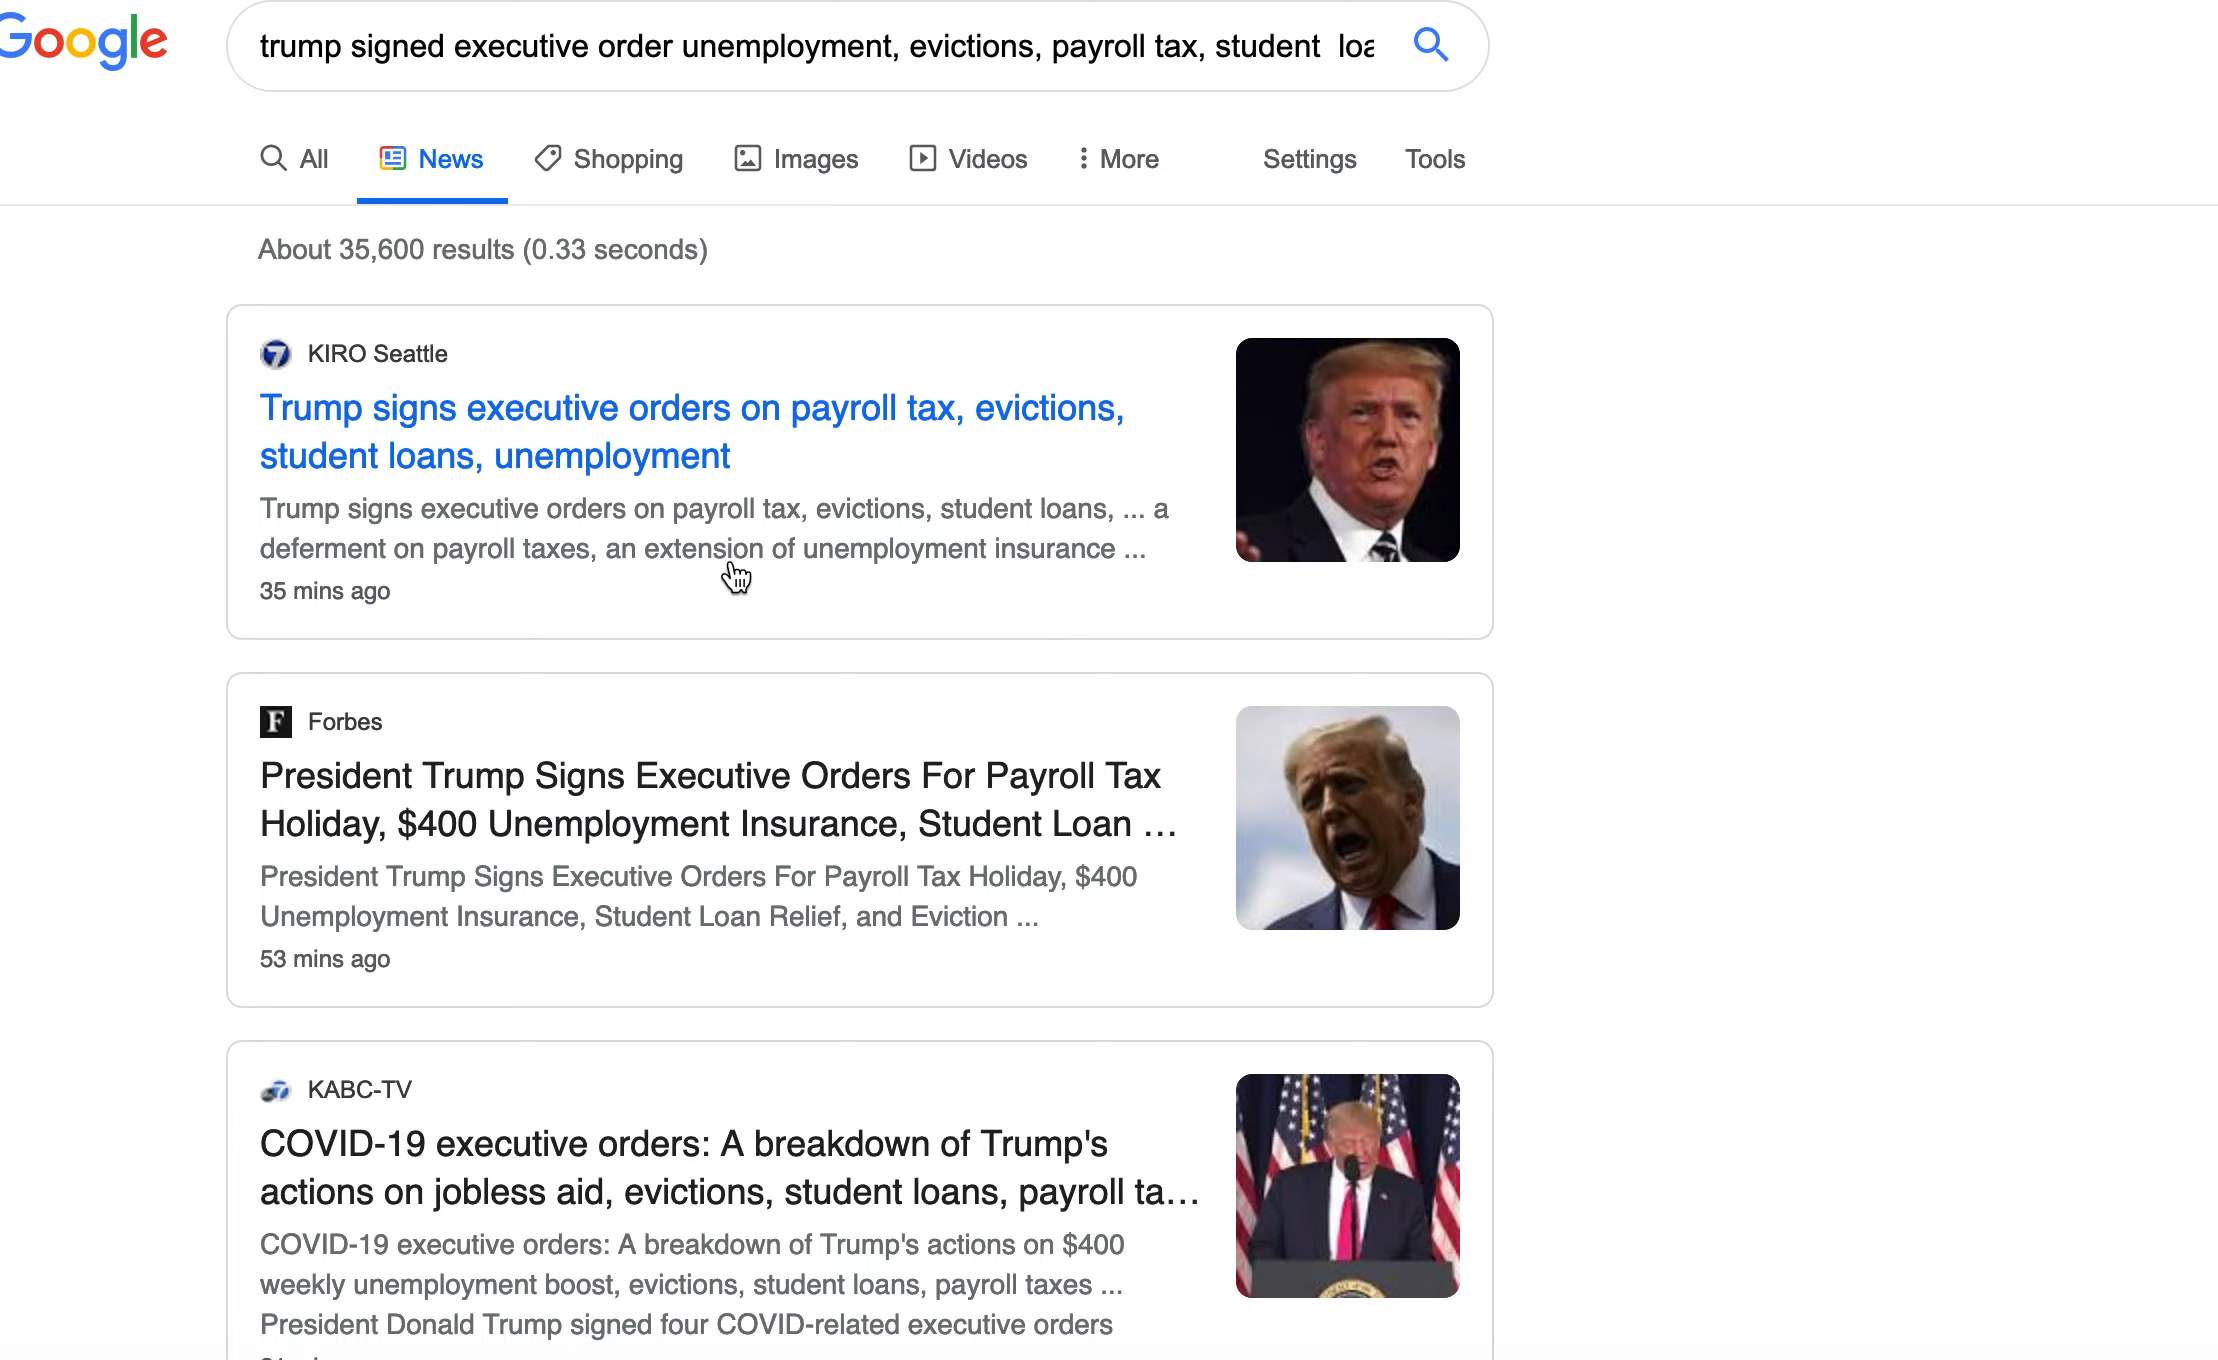 Google
trump signed executive order unemployment, evictions, payroll tax, student loa
All
News
Shopping
Images
Videos
More
Settings
Tools
About 35,600 results (0.33 seconds)
7 KIRO Seattle
Trump signs executive orders on payroll tax, evictions,
student loans, unemployment
Trump signs executive orders on payroll tax, evictions, student loans, ... a
deferment on payroll taxes, an extension of unemployment insurance ...
35 mins ago
F Forbes
President Trump Signs Executive Orders For Payroll Tax
Holiday, $400 Unemployment Insurance, Student Loan ...
President Trump Signs Executive Orders For Payroll Tax Holiday, $400
Unemployment Insurance, Student Loan Relief, and Eviction ...
53 mins ago
7 KABC-TV
COVID-19 executive orders: A breakdown of Trump's
actions on jobless aid, evictions, student loans, payroll ta...
COVID-19 executive orders: A breakdown of Trump's actions on $400
weekly unemployment boost, evictions, student loans, payroll taxes ...
President Donald Trump signed four COVID-related executive orders